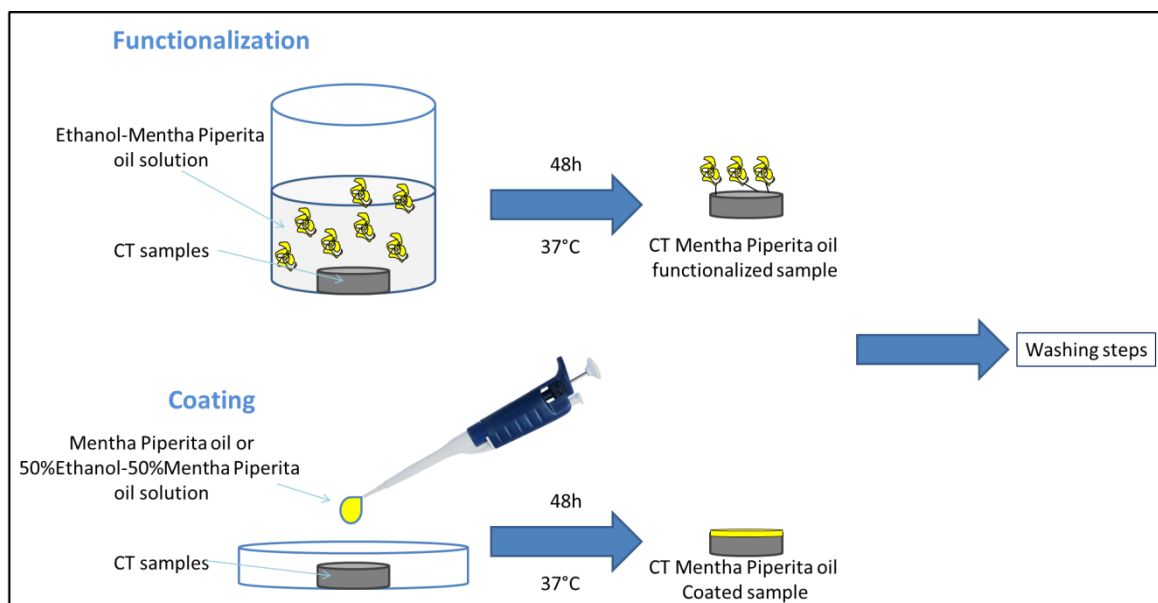 Functionalization
Ethanol-Mentha Piperita
oil solution
CT samples
48h
37°C
CT Mentha Piperita oil
functionalized sample
Washing steps
Coating
Mentha Piperita oil or
50%Ethanol-50%Mentha Piperita
oil solution
CT samples
48h
37°C
CT Mentha Piperita oil
Coated sample